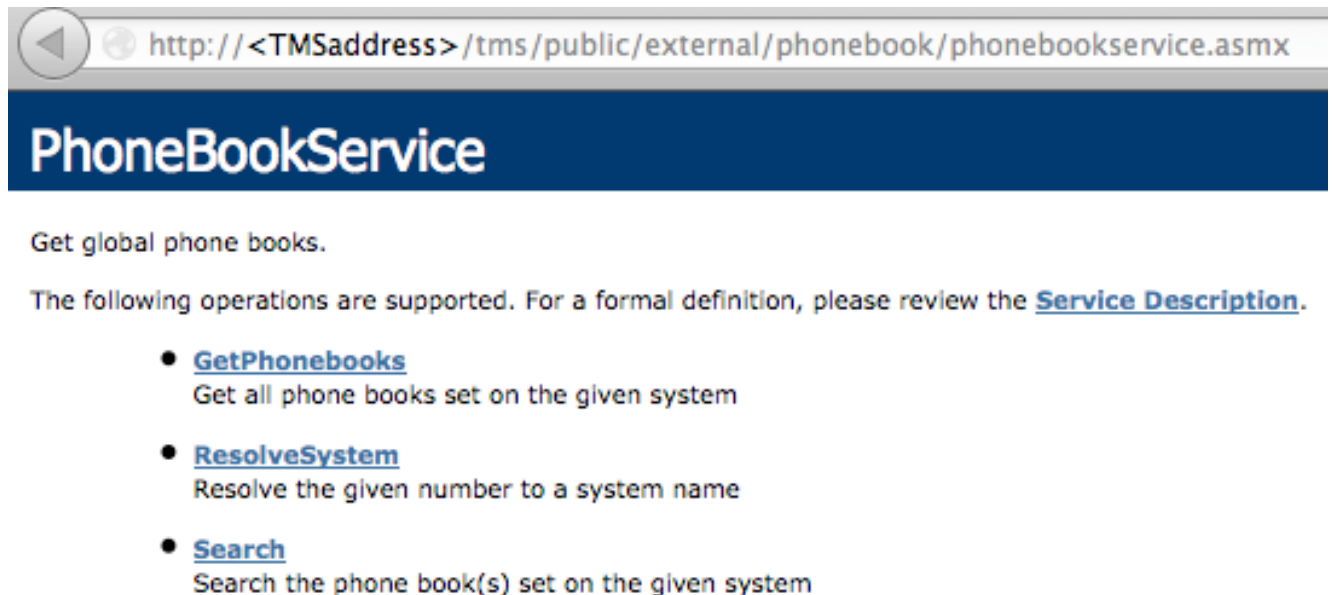 http://<TMSaddress>/tms/public/external/phonebook/phonebookservice.asmx
PhoneBookService
Get global phone books.
The following operations are supported. For a formal definition, please review the Service Description.
GetPhonebooks
Get all phone books set on the given system
ResolveSystem
Resolve the given number to a system name
Search
Search the phone book(s) set on the given system